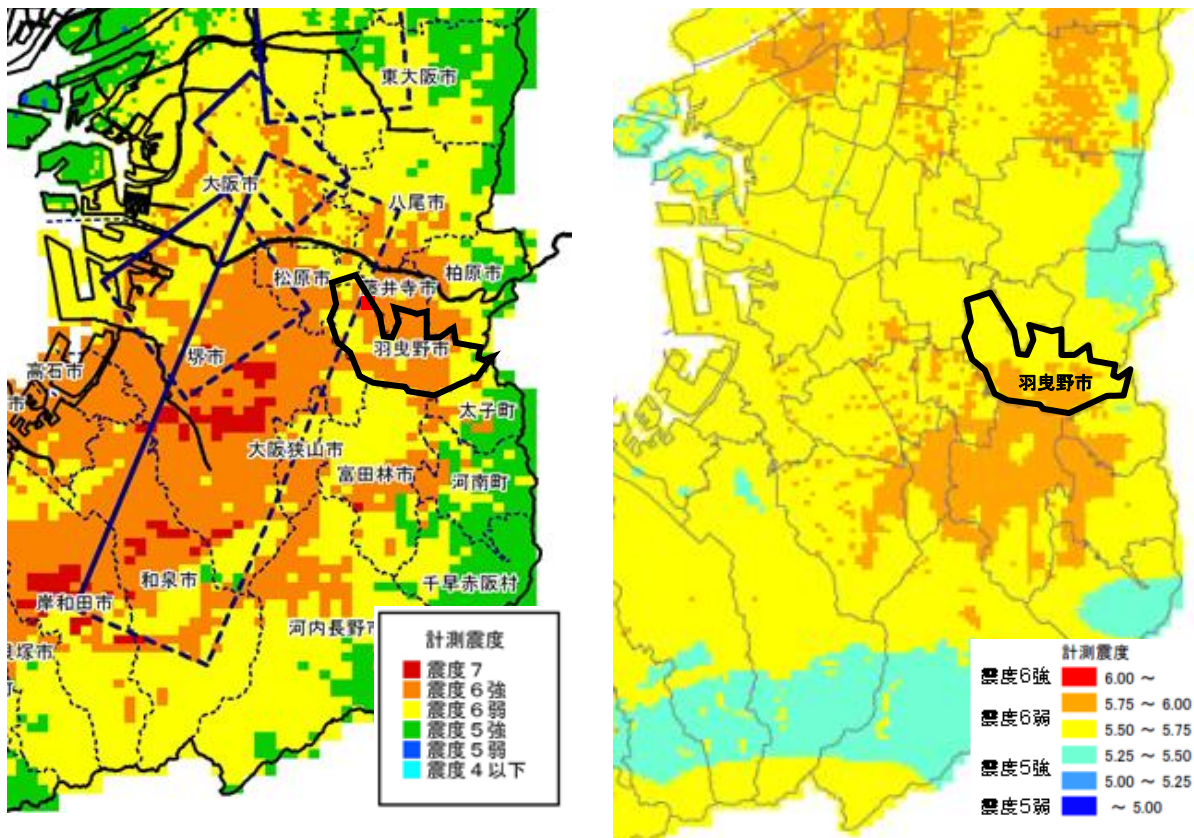 東大阪市
大阪市
八尾市
松原市
藤井寺市
柏原市
堺市
羽曳野市
高石市
市
太子町
大阪狭山市
富田林市
河南町
和泉市
千早赤阪村
岸和田市
河内長野市
貝塚市
町
計測震度
震度7
震度6強
震度6弱
震度5強
震度5弱
震度4以下
羽曳野市
計測震度
震度6強 6.00 ~
5.75 ~ 6.00
震度6弱
5.50 ~ 5.75
5.25 ~ 5.50
震度5強
5.00 ~ 5.25
震度5弱 ~ 5.00